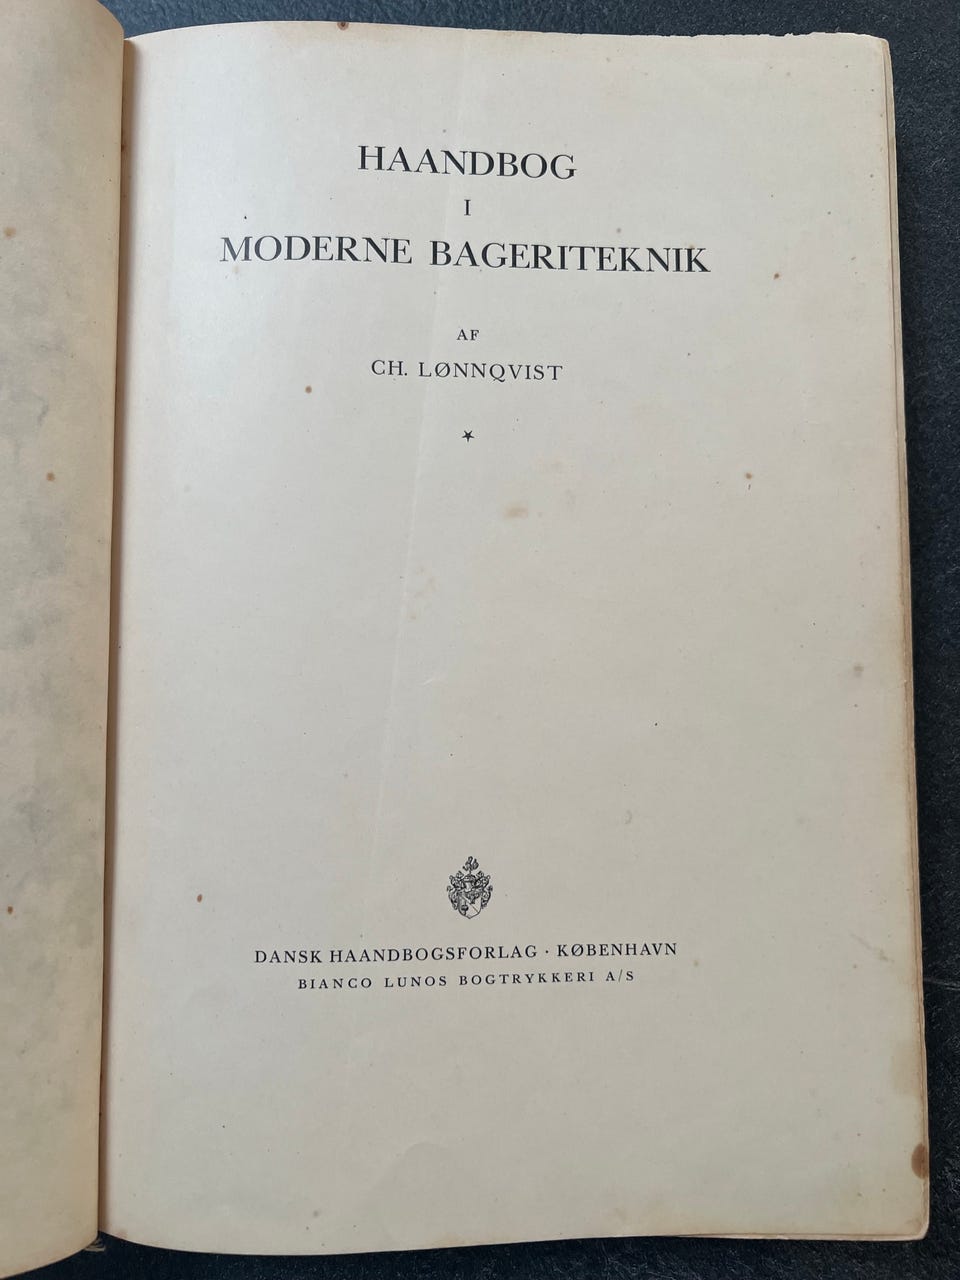 HAANDBOG
I
MODERNE BAGERITEKNIK
AF
CH. LØNNQVIST
DANSK HAANDBOGSFORLAG · KØBENHAVN
BIANCO LUNOS BOGTRYKKERI A/S